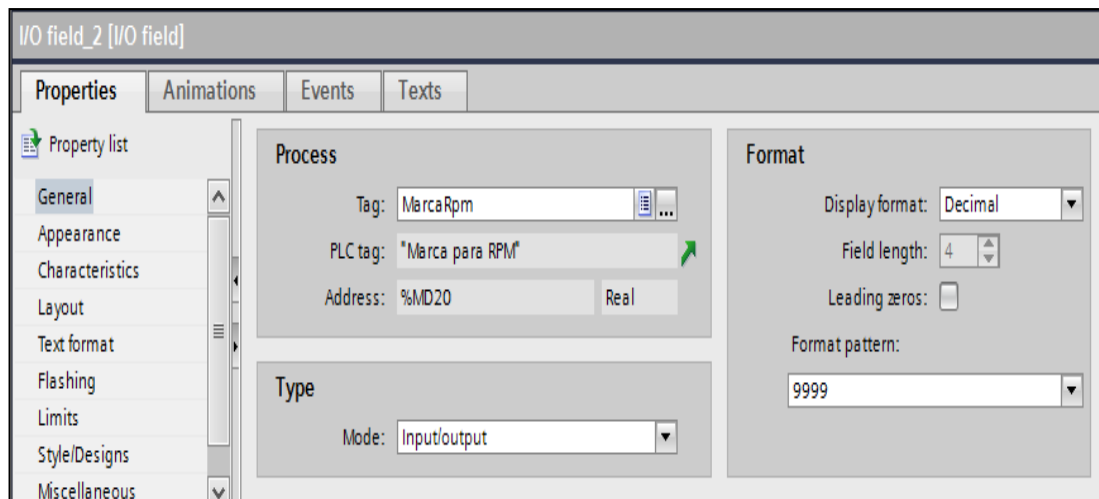 I/O field_2 [I/O field]
Properties Animations Events Texts
Property list
General
Appearance
Characteristics
Layout
Text format
Flashing
Limits
Style/Designs
Miscellaneous
Process
Tag: MarcaRpm ...
PLC tag: "Marca para RPM"
Address: %MD20 Real
Type
Mode: Input/output
Format
Display format: Decimal
Field length: 4
Leading zeros:
Format pattern:
9999